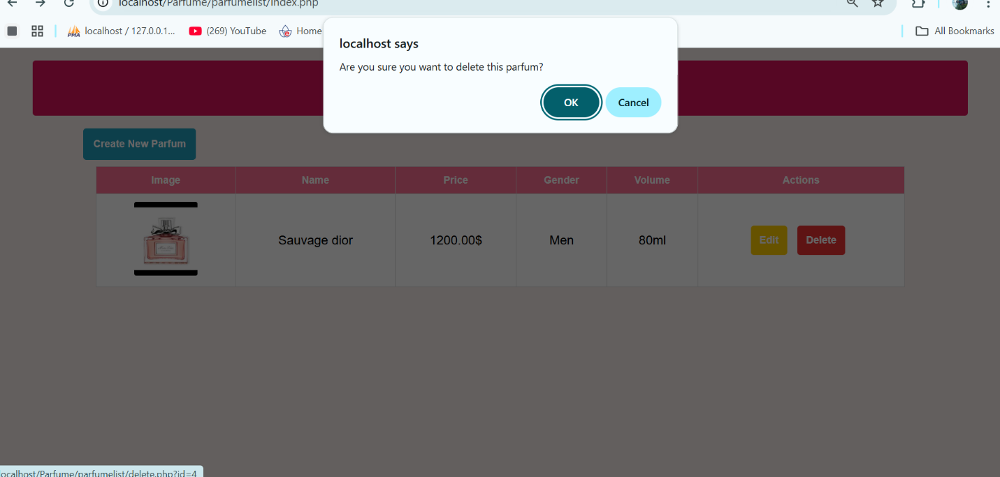 localhost/Parfume/parfumelist/index.php
PMA localhost / 127.0.0.1... (269) YouTube Home All Bookmarks
localhost says
Are you sure you want to delete this parfum?
OK Cancel
Create New Parfum
Image Name Price Gender Volume Actions
Sauvage dior 1200.00$ Men 80ml Edit Delete
localhost/Parfume/parfumelist/delete.php?id=4